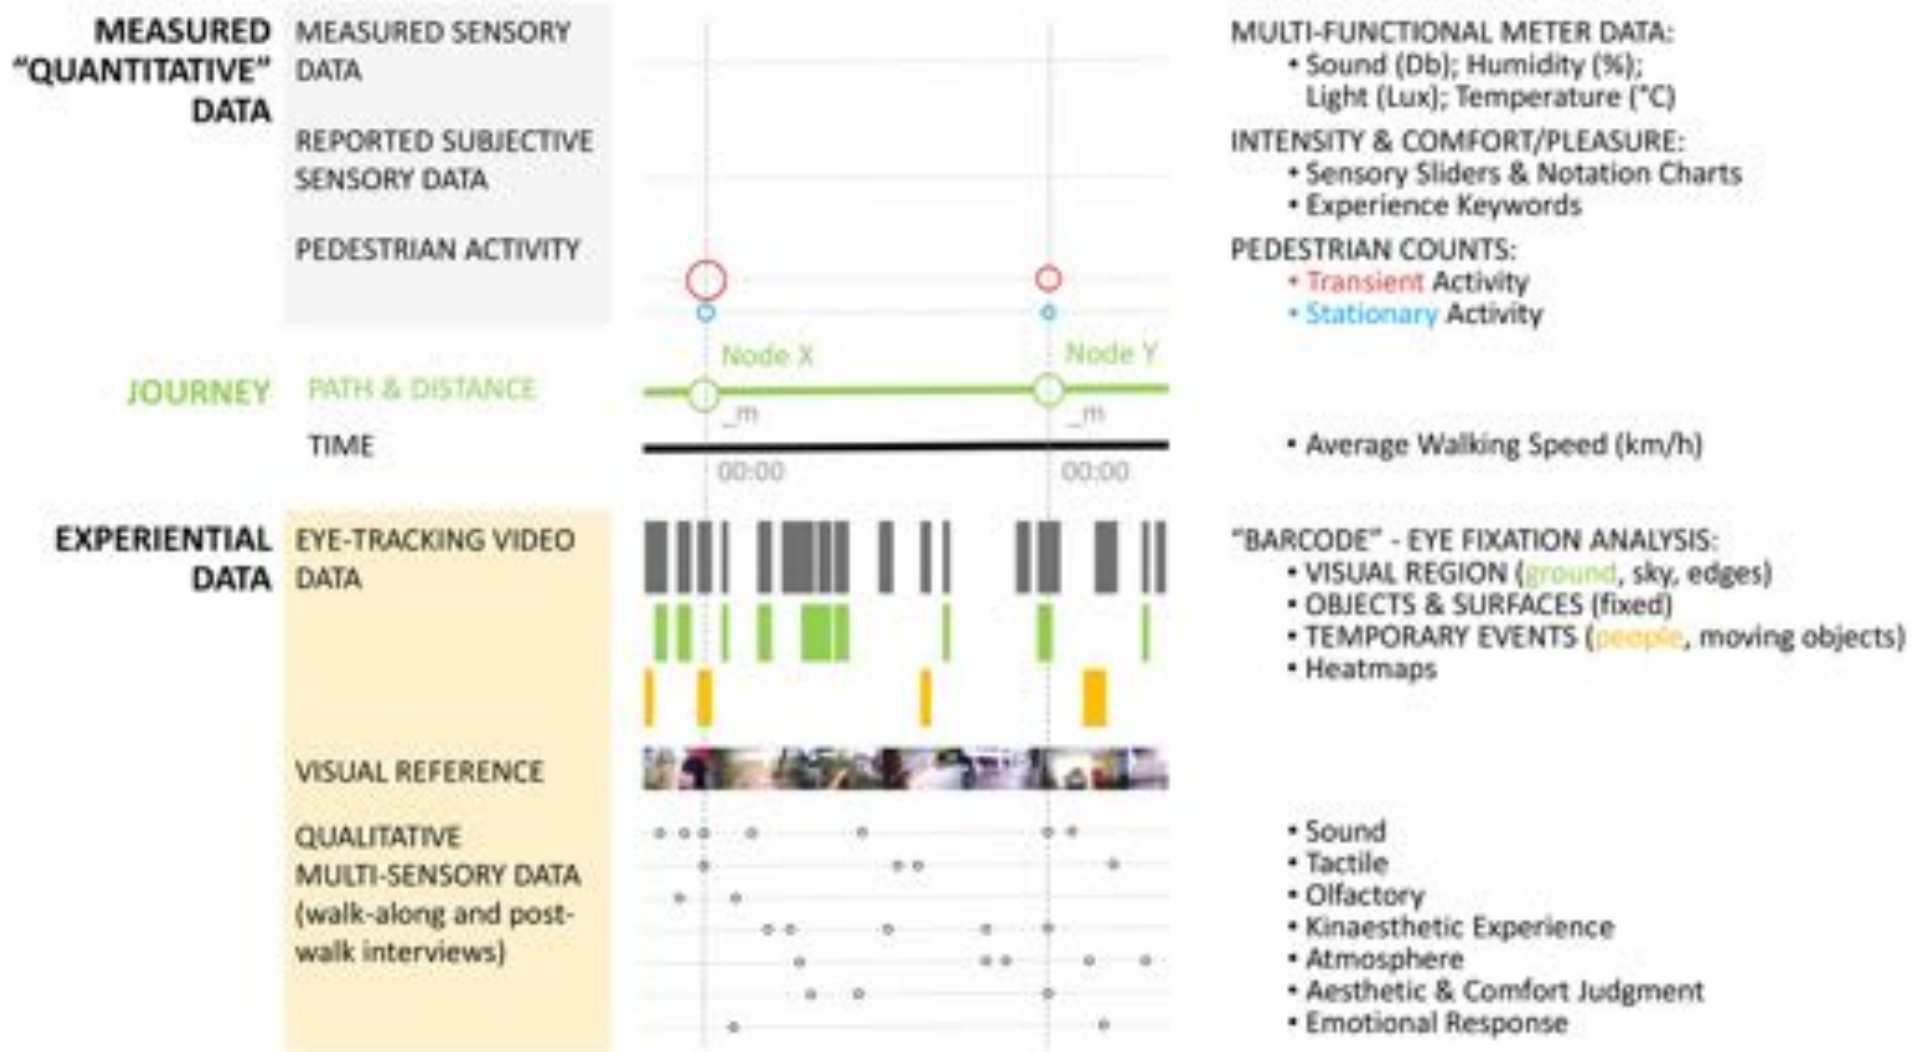 MEASURED
"QUANTITATIVE"
DATA
MEASURED SENSORY
DATA
REPORTED SUBJECTIVE
SENSORY DATA
PEDESTRIAN ACTIVITY
MULTI-FUNCTIONAL METER DATA:
• Sound (Db); Humidity (%);
Light (Lux); Temperature (°C)
INTENSITY & COMFORT/PLEASURE:
• Sensory Sliders & Notation Charts
• Experience Keywords
PEDESTRIAN COUNTS:
• Transient Activity
• Stationary Activity
Node X
Node Y
JOURNEY
PATH & DISTANCE
_m
_m
TIME
• Average Walking Speed (km/h)
00:00
00:00
EXPERIENTIAL
DATA
EYE-TRACKING VIDEO
DATA
"BARCODE" - EYE FIXATION ANALYSIS:
• VISUAL REGION (ground, sky, edges)
• OBJECTS & SURFACES (fixed)
• TEMPORARY EVENTS (people, moving objects)
• Heatmaps
VISUAL REFERENCE
QUALITATIVE
MULTI-SENSORY DATA
(walk-along and post-
walk interviews)
• Sound
• Tactile
• Olfactory
• Kinaesthetic Experience
• Atmosphere
• Aesthetic & Comfort Judgment
• Emotional Response